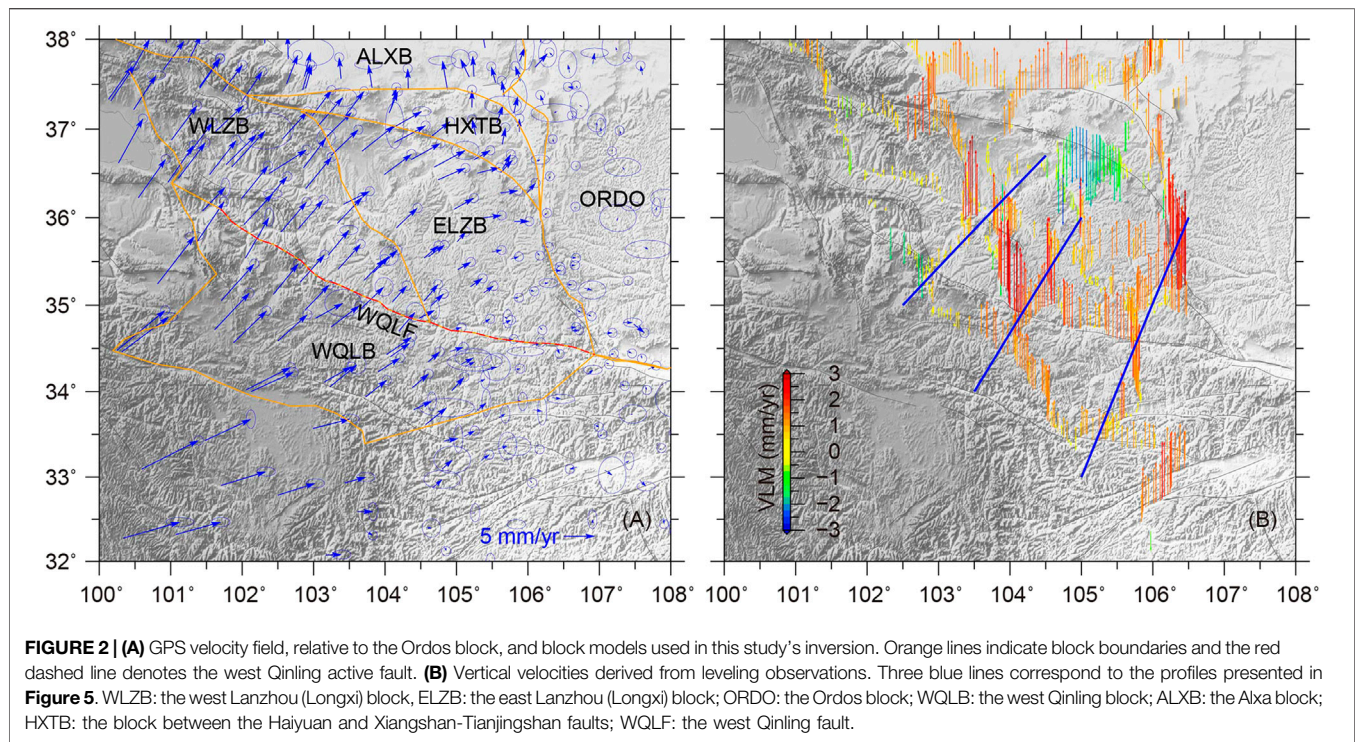 38°
37°
36°
35°
34°
33°
32°
100° 101° 102° 103° 104° 105° 106° 107° 108°
ALXB
WLZB
HXTB
ORDO
ELZB
WQLF
WQLB
5 mm/yr
(A)
VLM (mm/yr)
3
2
1
0
−1
−2
−3
(B)
100° 101° 102° 103° 104° 105° 106° 107° 108°
FIGURE 2 | (A) GPS velocity field, relative to the Ordos block, and block models used in this study's inversion. Orange lines indicate block boundaries and the red
dashed line denotes the west Qinling active fault. (B) Vertical velocities derived from leveling observations. Three blue lines correspond to the profiles presented in
Figure 5. WLZB: the west Lanzhou (Longxi) block, ELZB: the east Lanzhou (Longxi) block; ORDO: the Ordos block; WQLB: the west Qinling block; ALXB: the Alxa block;
HXTB: the block between the Haiyuan and Xiangshan-Tianjingshan faults; WQLF: the west Qinling fault.